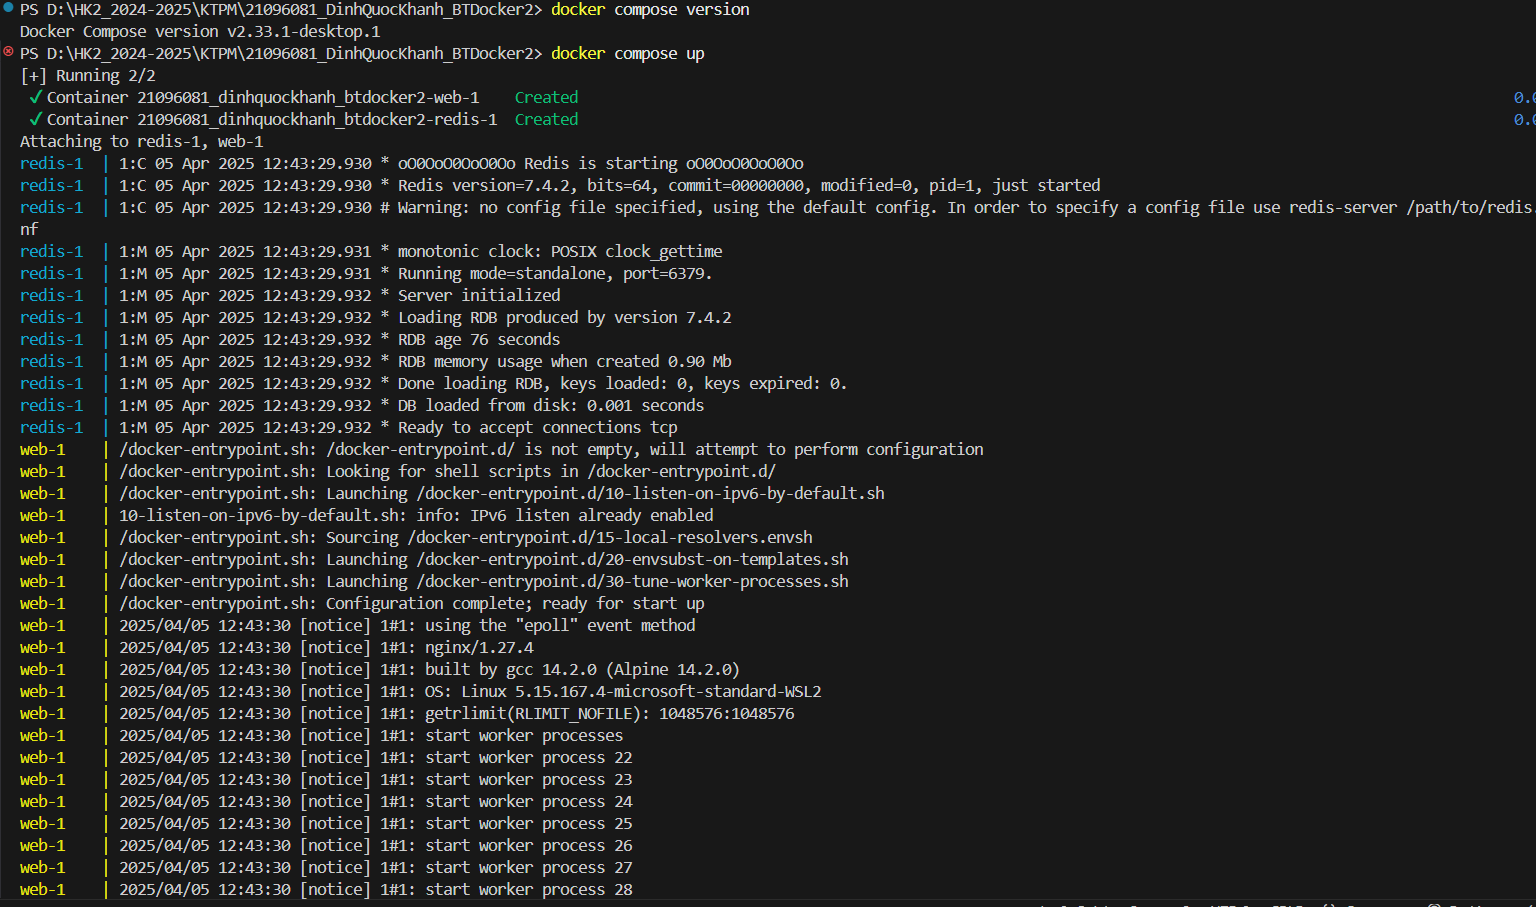 PS D:\HK2_2024-2025\KTPM\21096081_DinhQuocKhanh_BTDocker2> docker compose version
Docker Compose version v2.33.1-desktop.1
PS D:\HK2_2024-2025\KTPM\21096081_DinhQuocKhanh_BTDocker2> docker compose up
[+] Running 2/2
✔ Container 21096081_dinhquockhanh_btdocker2-web-1 Created 0.0
✔ Container 21096081_dinhquockhanh_btdocker2-redis-1 Created 0.0
Attaching to redis-1, web-1
redis-1 | 1:C 05 Apr 2025 12:43:29.930 * oO0OoO0OoO0Oo Redis is starting oO0OoO0OoO0Oo
redis-1 | 1:C 05 Apr 2025 12:43:29.930 * Redis version=7.4.2, bits=64, commit=00000000, modified=0, pid=1, just started
redis-1 | 1:C 05 Apr 2025 12:43:29.930 # Warning: no config file specified, using the default config. In order to specify a config file use redis-server /path/to/redis.
nf
redis-1 | 1:M 05 Apr 2025 12:43:29.931 * monotonic clock: POSIX clock_gettime
redis-1 | 1:M 05 Apr 2025 12:43:29.931 * Running mode=standalone, port=6379.
redis-1 | 1:M 05 Apr 2025 12:43:29.932 * Server initialized
redis-1 | 1:M 05 Apr 2025 12:43:29.932 * Loading RDB produced by version 7.4.2
redis-1 | 1:M 05 Apr 2025 12:43:29.932 * RDB age 76 seconds
redis-1 | 1:M 05 Apr 2025 12:43:29.932 * RDB memory usage when created 0.90 Mb
redis-1 | 1:M 05 Apr 2025 12:43:29.932 * Done loading RDB, keys loaded: 0, keys expired: 0.
redis-1 | 1:M 05 Apr 2025 12:43:29.932 * DB loaded from disk: 0.001 seconds
redis-1 | 1:M 05 Apr 2025 12:43:29.932 * Ready to accept connections tcp
web-1 | /docker-entrypoint.sh: /docker-entrypoint.d/ is not empty, will attempt to perform configuration
web-1 | /docker-entrypoint.sh: Looking for shell scripts in /docker-entrypoint.d/
web-1 | /docker-entrypoint.sh: Launching /docker-entrypoint.d/10-listen-on-ipv6-by-default.sh
web-1 | 10-listen-on-ipv6-by-default.sh: info: IPv6 listen already enabled
web-1 | /docker-entrypoint.sh: Sourcing /docker-entrypoint.d/15-local-resolvers.envsh
web-1 | /docker-entrypoint.sh: Launching /docker-entrypoint.d/20-envsubst-on-templates.sh
web-1 | /docker-entrypoint.sh: Launching /docker-entrypoint.d/30-tune-worker-processes.sh
web-1 | /docker-entrypoint.sh: Configuration complete; ready for start up
web-1 | 2025/04/05 12:43:30 [notice] 1#1: using the "epoll" event method
web-1 | 2025/04/05 12:43:30 [notice] 1#1: nginx/1.27.4
web-1 | 2025/04/05 12:43:30 [notice] 1#1: built by gcc 14.2.0 (Alpine 14.2.0)
web-1 | 2025/04/05 12:43:30 [notice] 1#1: OS: Linux 5.15.167.4-microsoft-standard-WSL2
web-1 | 2025/04/05 12:43:30 [notice] 1#1: getrlimit(RLIMIT_NOFILE): 1048576:1048576
web-1 | 2025/04/05 12:43:30 [notice] 1#1: start worker processes
web-1 | 2025/04/05 12:43:30 [notice] 1#1: start worker process 22
web-1 | 2025/04/05 12:43:30 [notice] 1#1: start worker process 23
web-1 | 2025/04/05 12:43:30 [notice] 1#1: start worker process 24
web-1 | 2025/04/05 12:43:30 [notice] 1#1: start worker process 25
web-1 | 2025/04/05 12:43:30 [notice] 1#1: start worker process 26
web-1 | 2025/04/05 12:43:30 [notice] 1#1: start worker process 27
web-1 | 2025/04/05 12:43:30 [notice] 1#1: start worker process 28